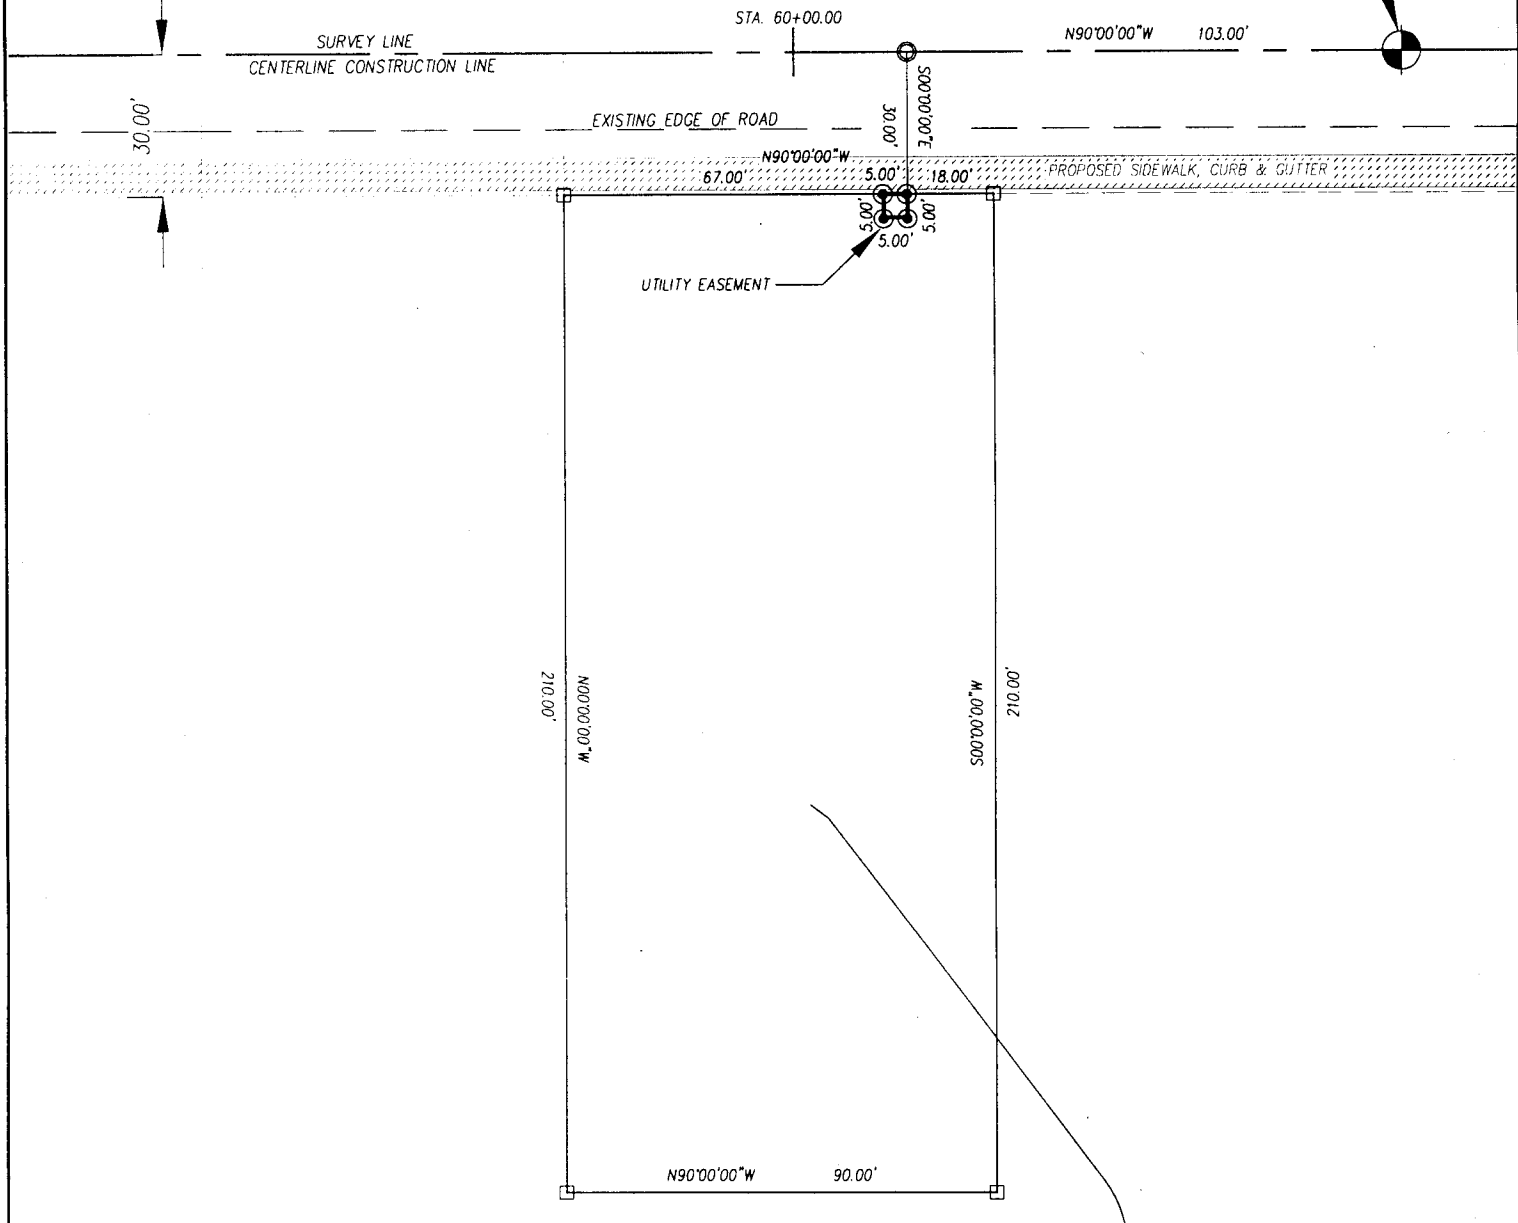 STA. 60+00.00
N90°00'00"W 103.00'
SURVEY LINE
CENTERLINE CONSTRUCTION LINE
30.00'
S00°00'00"E
30.00'
EXISTING EDGE OF ROAD
N90°00'00"W
PROPOSED SIDEWALK, CURB & GUTTER
67.00' 5.00' 18.00'
5.00'
5.00'
5.00'
UTILITY EASEMENT
210.00'
N00°00'00"W
S00°00'00"W
210.00'
N90°00'00"W 90.00'